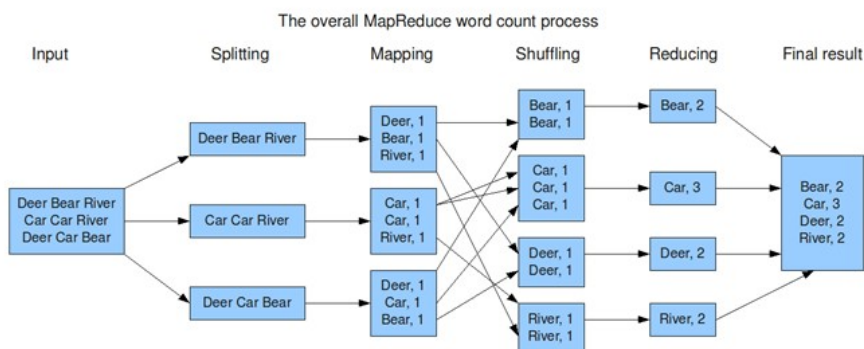 The overall MapReduce word count process
Input
Splitting
Mapping
Shuffling
Reducing
Final result
Deer Bear River
Car Car River
Deer Car Bear
Deer Bear River
Car Car River
Deer Car Bear
Deer, 1
Bear, 1
River, 1
Car, 1
Car, 1
River, 1
Deer, 1
Car, 1
Bear, 1
Bear, 1
Bear, 1
Car, 1
Car, 1
Car, 1
Deer, 1
Deer, 1
River, 1
River, 1
Bear, 2
Car, 3
Deer, 2
River, 2
Bear, 2
Car, 3
Deer, 2
River, 2